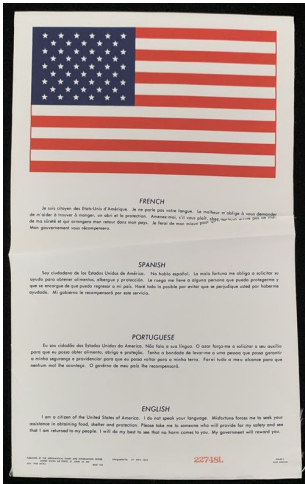 FRENCH
Je suis citoyen des Etats-Unis d'Amérique. Je ne parle pas votre langue. Le malheur m'oblige à vous demander
de m'aider à trouver à manger, un abri et la protection. Amenez-moi, s'il vous plaît,
de ma sûreté et qui arrangera mon retour dans mon pays. Je ferai de mon mieux pour
Mon gouvernement vous récompensera.
SPANISH
Soy ciudadano de los Estados Unidos de América. No hablo español. La mala fortuna me obliga a solicitar su
ayuda para obtener alimento, albergue y protección. Le ruego me lleve a alguna persona que pueda protegerme y
que se encargue de que pueda regresar a mi país. Haré todo lo posible por evitar que se perjudique usted por haberme
ayudado. Mi gobierno le recompensará por este servicio.
PORTUGUESE
Eu sou cidadão dos Estados Unidos da América. Não falo a sua língua. O azar força-me a solicitar o seu auxílio
para que eu possa obter alimento, abrigo e proteção. Tenha a bondade de levar-me a uma pessoa que possa garantir
a minha segurança e providenciar para que eu possa voltar para a minha terra. Farei tudo a meu alcance para que
nenhum mal lhe aconteça. O govêrno do meu país lhe recompensará.
ENGLISH
I am a citizen of the United States of America. I do not speak your language. Misfortune forces me to seek your
assistance in obtaining food, shelter and protection. Please take me to someone who will provide for my safety and see
that I am returned to my people. I will do my best to see that no harm comes to you. My government will reward you.
22748L